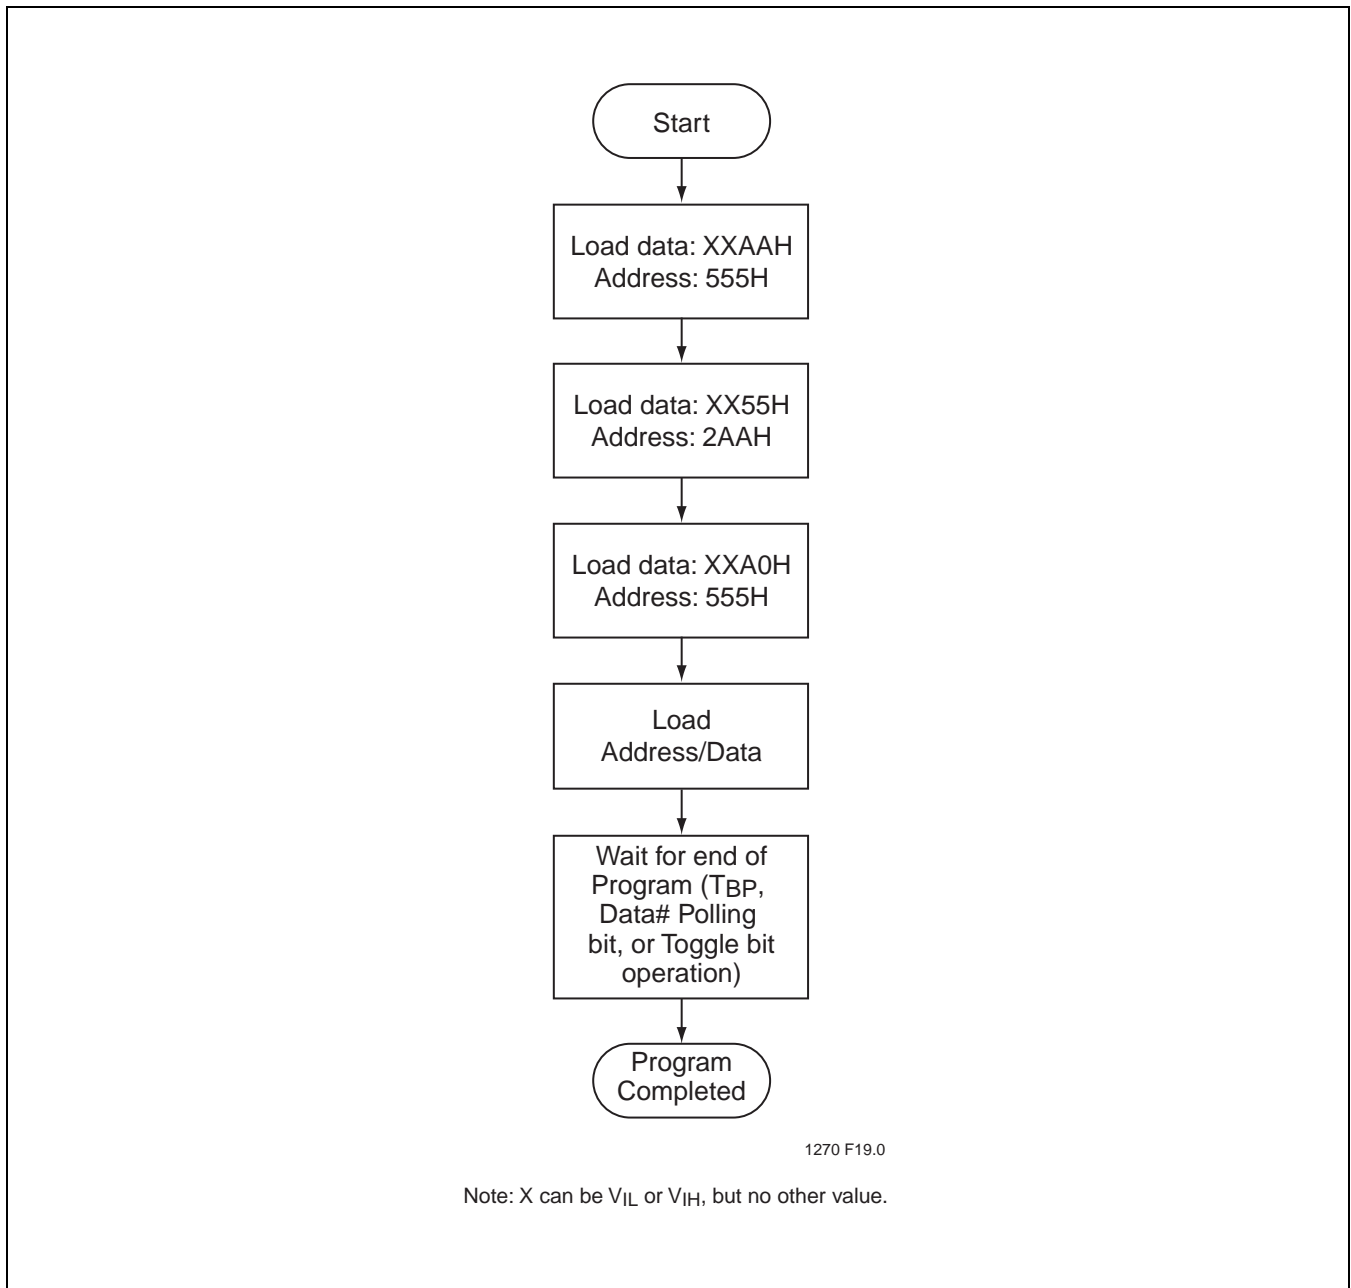 Start
Load data: XXAAH
Address: 555H
Load data: XX55H
Address: 2AAH
Load data: XXA0H
Address: 555H
Load
Address/Data
Wait for end of
Program (TBP,
Data# Polling
bit, or Toggle bit
operation)
Program
Completed
1270 F19.0
Note: X can be VIL or VIH, but no other value.